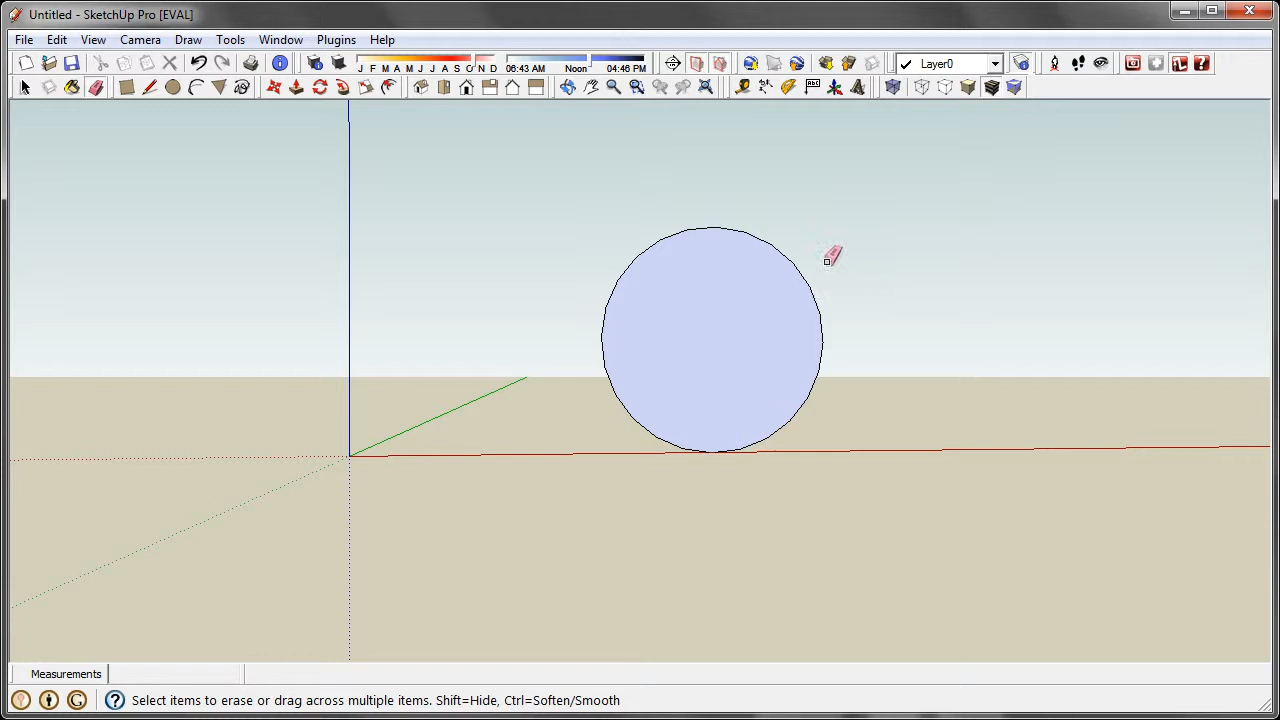 Untitled - SketchUp Pro [EVAL]
File Edit View Camera Draw Tools Window Plugins Help
J F M A M J J A S O N D 06:43 AM Noon 04:46 PM Layer0
Measurements
Select items to erase or drag across multiple items. Shift=Hide, Ctrl=Soften/Smooth